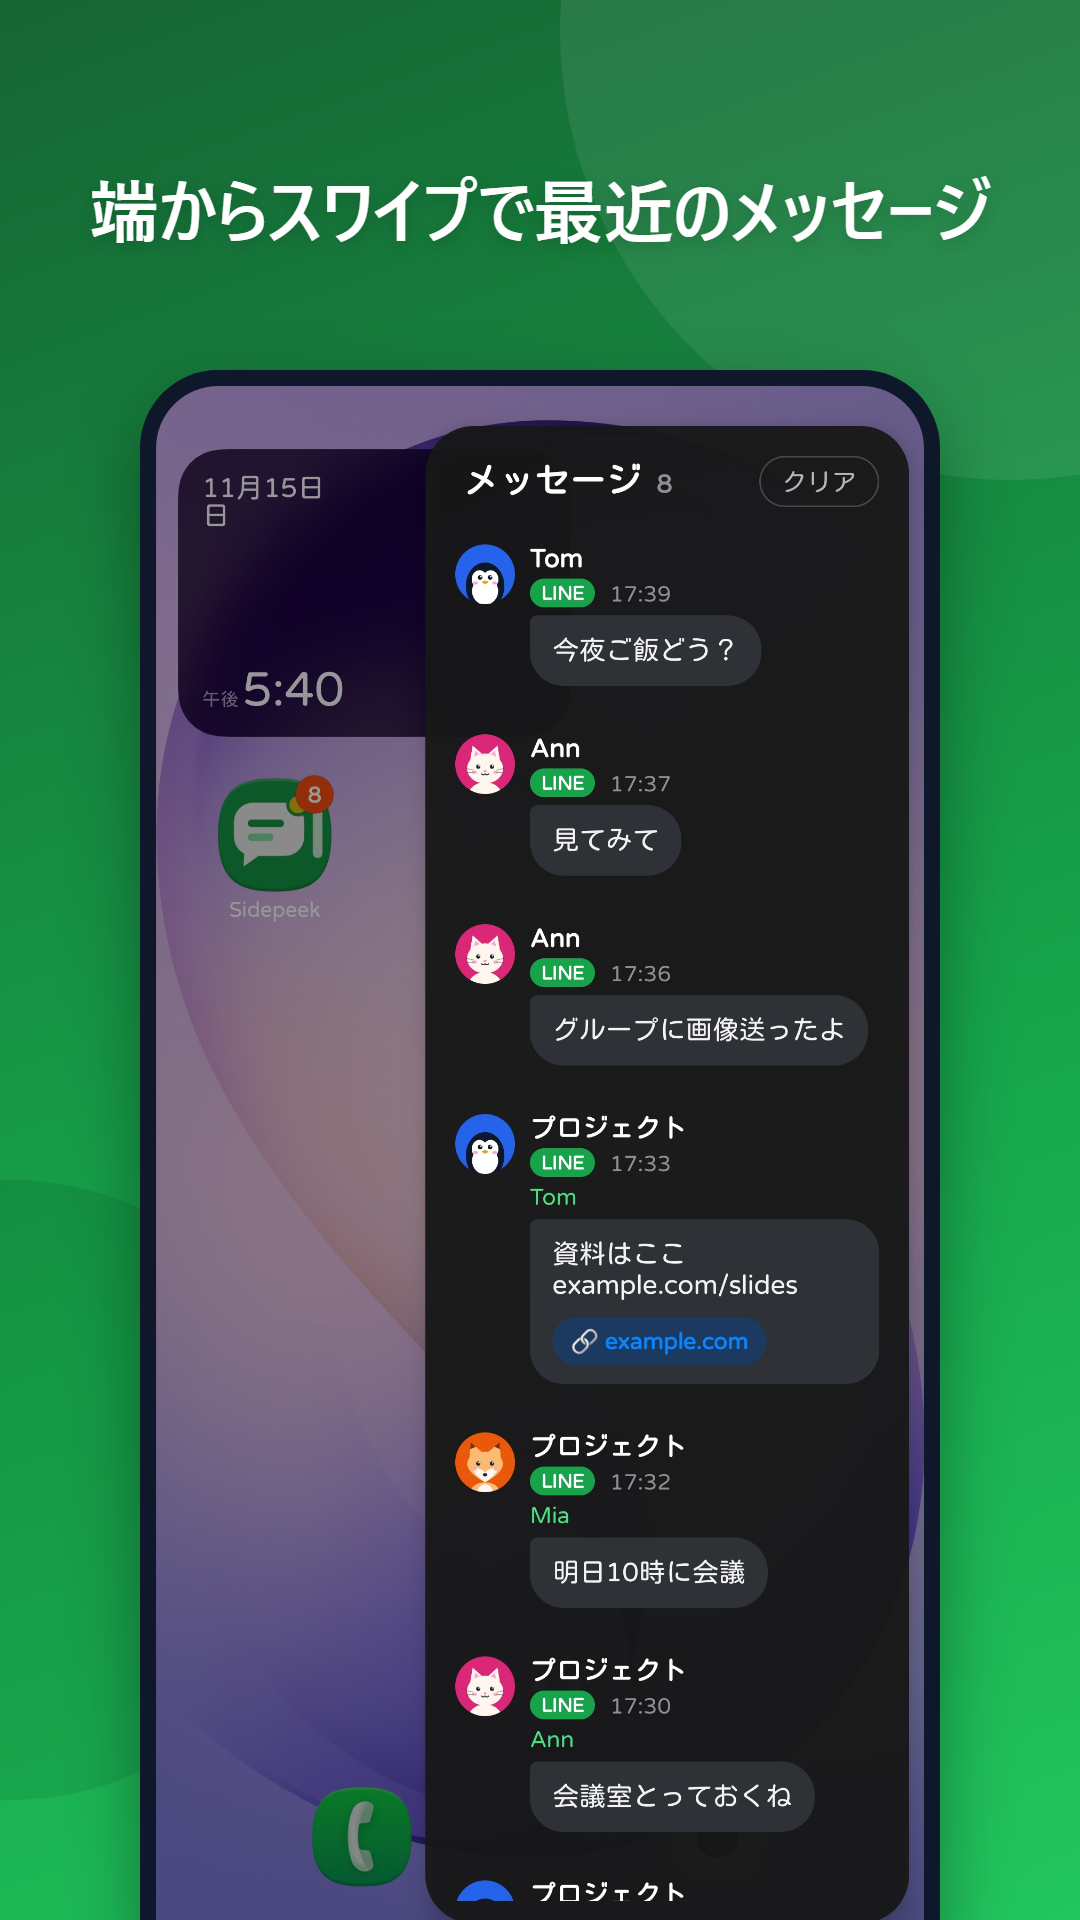 端からスワイプで最近のメッセージ
11月15日
日
午後 5:40
8
Sidepeek
メッセージ 8
クリア
Tom
LINE 17:39
今夜ご飯どう？
Ann
LINE 17:37
見てみて
Ann
LINE 17:36
グループに画像送ったよ
プロジェクト
LINE 17:33
Tom
資料はここ
example.com/slides
example.com
プロジェクト
LINE 17:32
Mia
明日10時に会議
プロジェクト
LINE 17:30
Ann
会議室とっておくね
プロジェクト